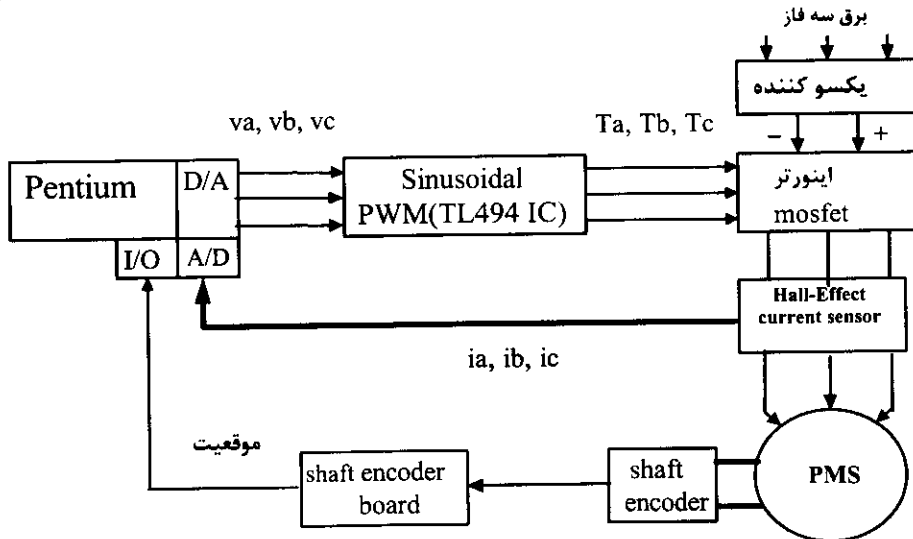 برق سه فاز
یکسو کننده
− +
va, vb, vc
Ta, Tb, Tc
Pentium
D/A
I/O
A/D
Sinusoidal
PWM(TL494 IC)
اینورتر
mosfet
Hall-Effect
current sensor
ia, ib, ic
موقعیت
shaft encoder
board
shaft
encoder
PMS